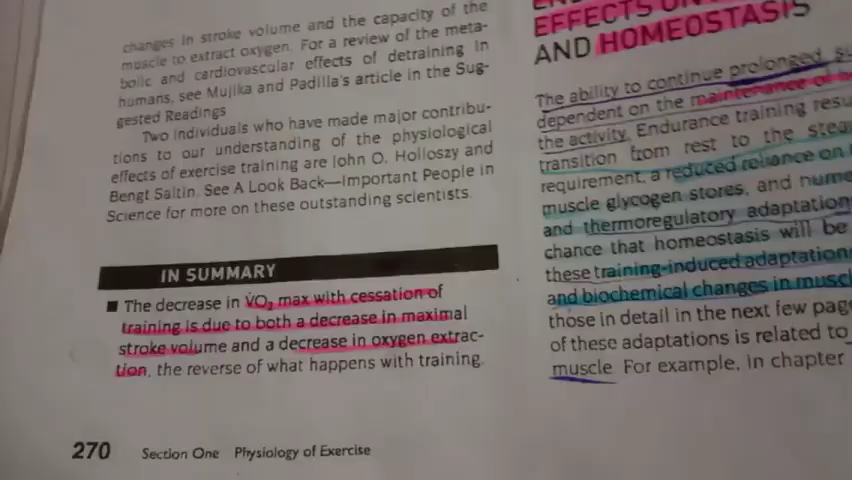 changes in stroke volume and the capacity of the
muscle to extract oxygen. For a review of the meta-
bolic and cardiovascular effects of detraining in
humans, see Mujika and Padilla's article in the Sug-
gested Readings
Two individuals who have made major contribu-
tions to our understanding of the physiological
effects of exercise training are John O. Holloszy and
Bengt Saltin. See A Look Back—Important People in
Science for more on these outstanding scientists.
IN SUMMARY
■ The decrease in V̇O₂ max with cessation of
training is due to both a decrease in maximal
stroke volume and a decrease in oxygen extrac-
tion, the reverse of what happens with training.
270 Section One Physiology of Exercise
EFFECTS
AND HOMEOSTASIS
The ability to continue prolonged
dependent on the maintenance of
the activity. Endurance training
transition from rest to the
requirement, a reduced reliance on
muscle glycogen stores, and
and thermoregulatory
chance that homeostasis will be
these training-induced
and biochemical changes in
those in detail in the next few
of these adaptations is related to
muscle. For example, in chapter